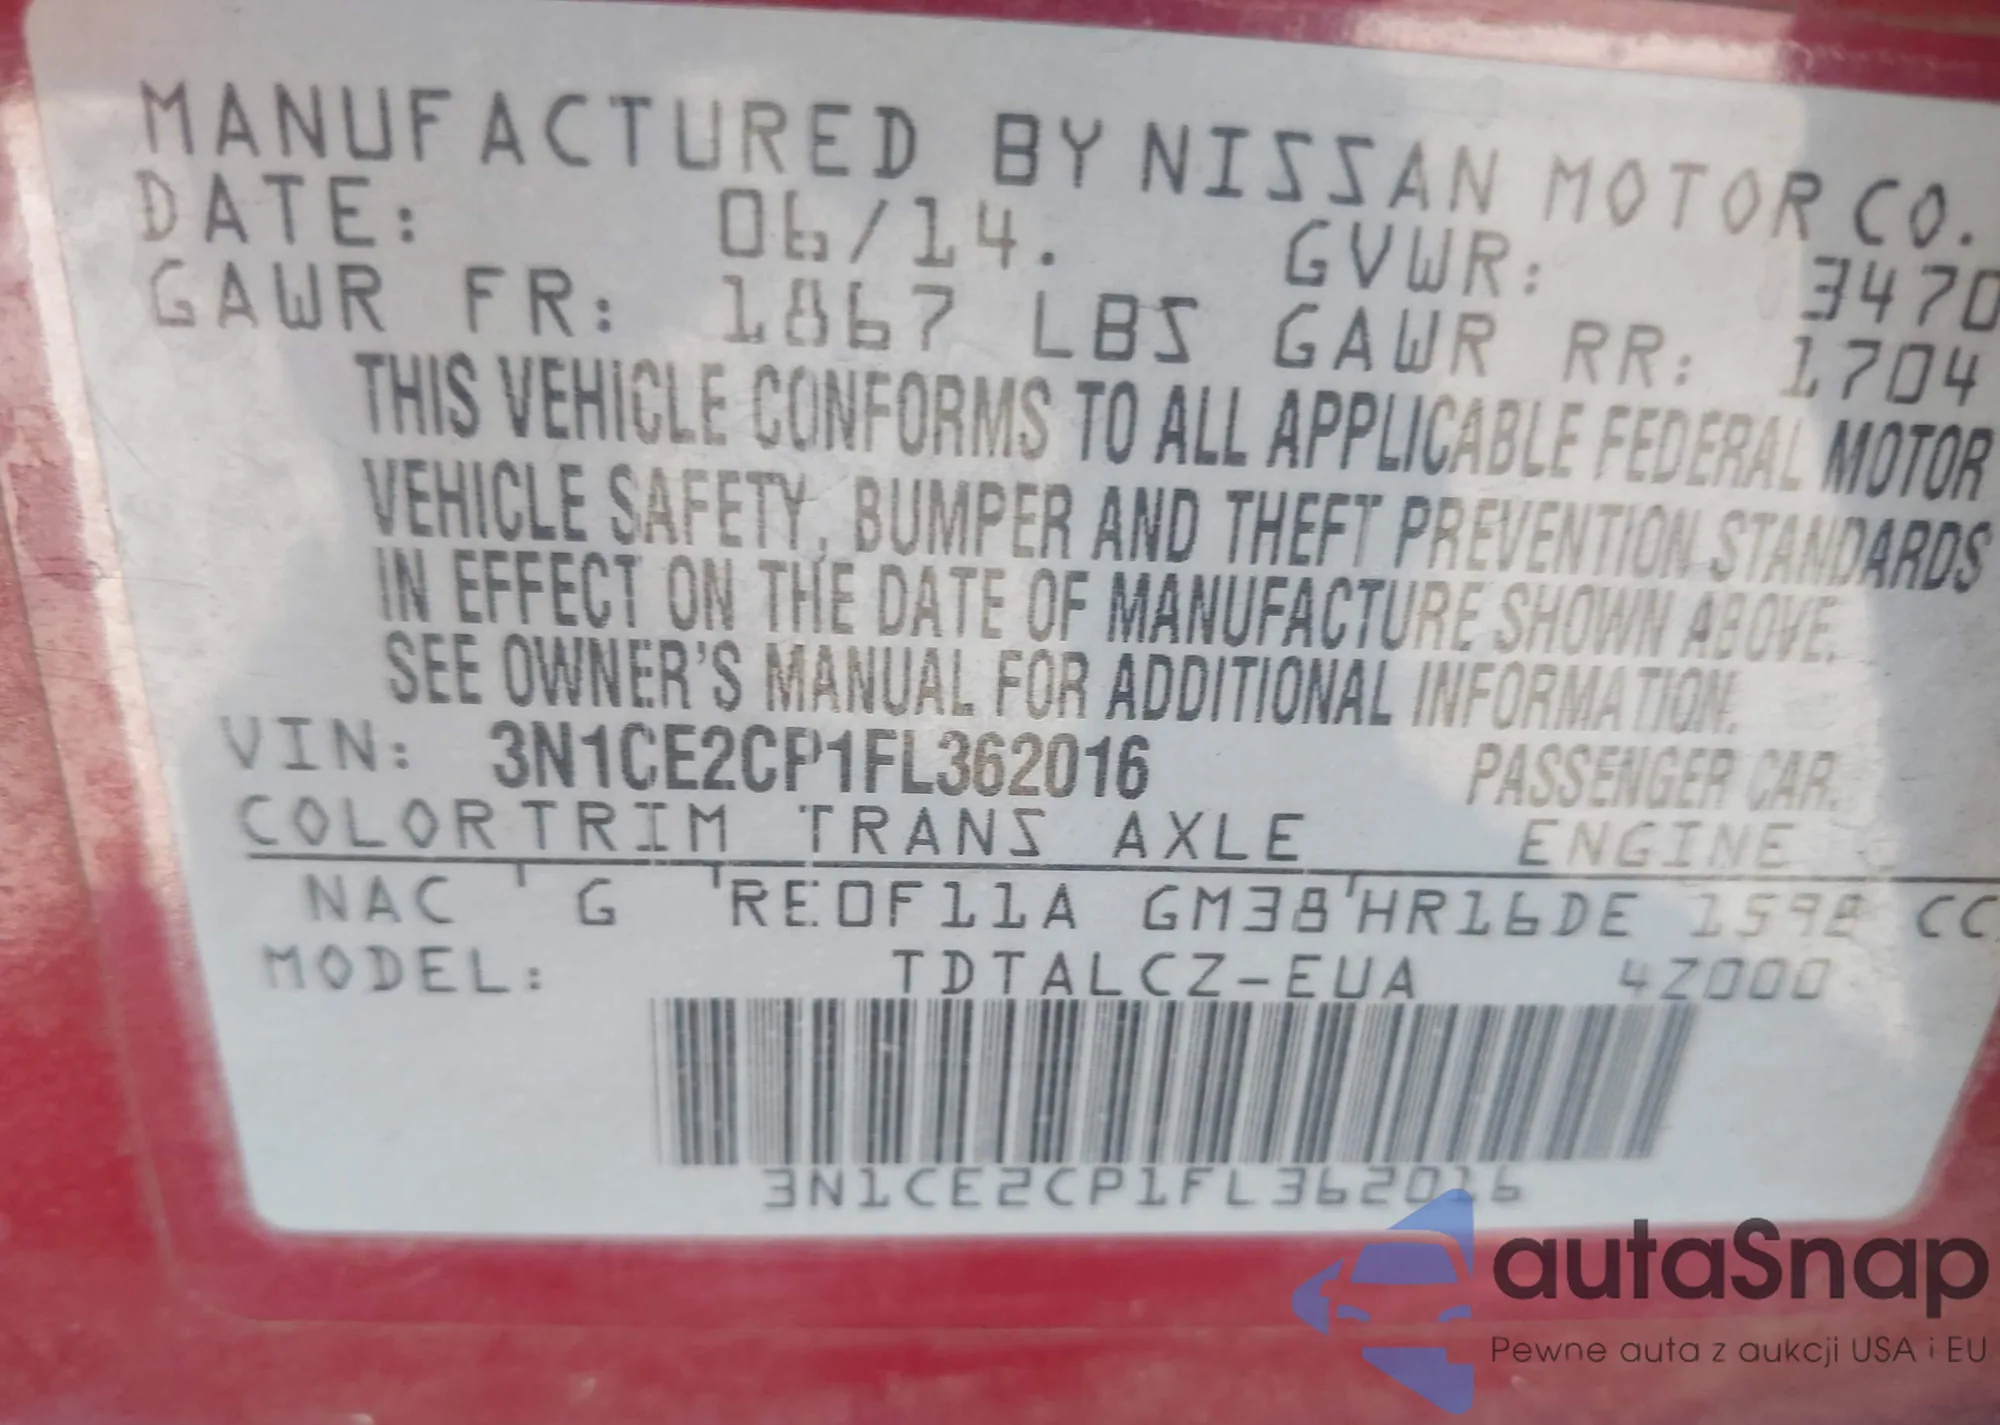 MANUFACTURED BY NISSAN MOTOR CO.
DATE: 06/14. GVWR: 3470
GAWR FR: 1867 LBS GAWR RR: 1704
THIS VEHICLE CONFORMS TO ALL APPLICABLE FEDERAL MOTOR
VEHICLE SAFETY, BUMPER AND THEFT PREVENTION STANDARDS
IN EFFECT ON THE DATE OF MANUFACTURE SHOWN ABOVE.
SEE OWNER'S MANUAL FOR ADDITIONAL INFORMATION.
VIN: 3N1CE2CP1FL362016 PASSENGER CAR.
COLOR TRIM TRANS AXLE ENGINE
NAC G RE0F11A GM38 HR16DE 1598 CC
MODEL: TDTALCZ-EUA 4Z000
3N1CE2CP1FL362016
autaSnap
Pewne auta z aukcji USA i EU